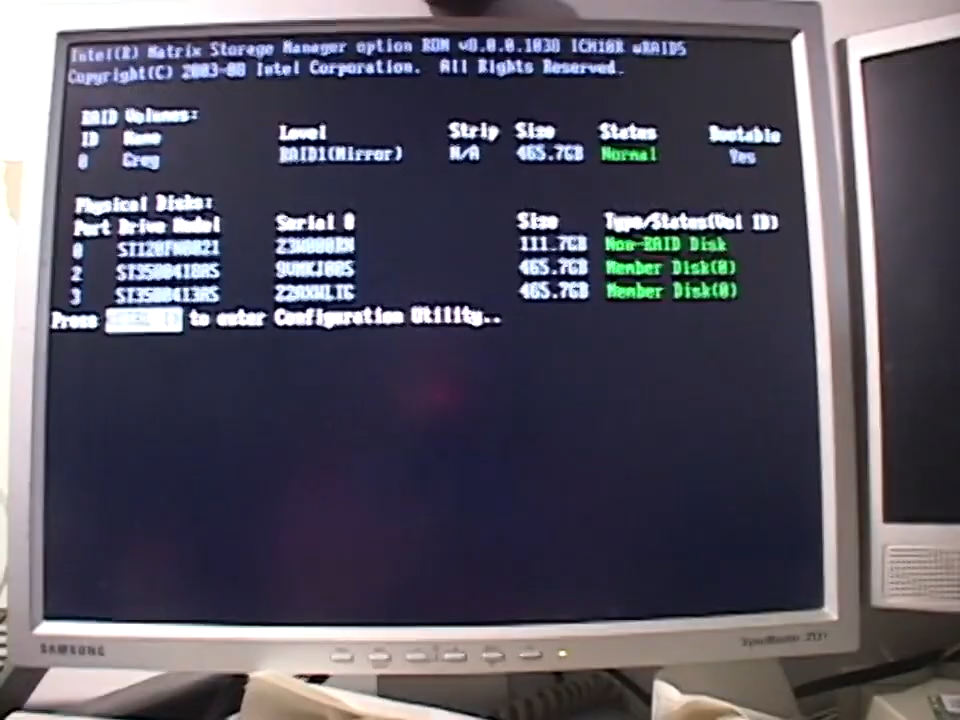 Intel(R) Matrix Storage Manager option ROM v8.0.0.1038 ICH10R wRAID5
Copyright(C) 2003-08 Intel Corporation. All Rights Reserved.
RAID Volumes:
ID Name Level Strip Size Status Bootable
0 Greg RAID1(Mirror) N/A 465.7GB Normal Yes
Physical Disks:
Port Drive Model Serial # Size Type/Status(Vol ID)
0 111.7GB Non-RAID Disk
2 ST3500418AS 465.7GB Member Disk(0)
3 ST3500413AS 465.7GB Member Disk(0)
Press to enter Configuration Utility..
SAMSUNG
SyncMaster